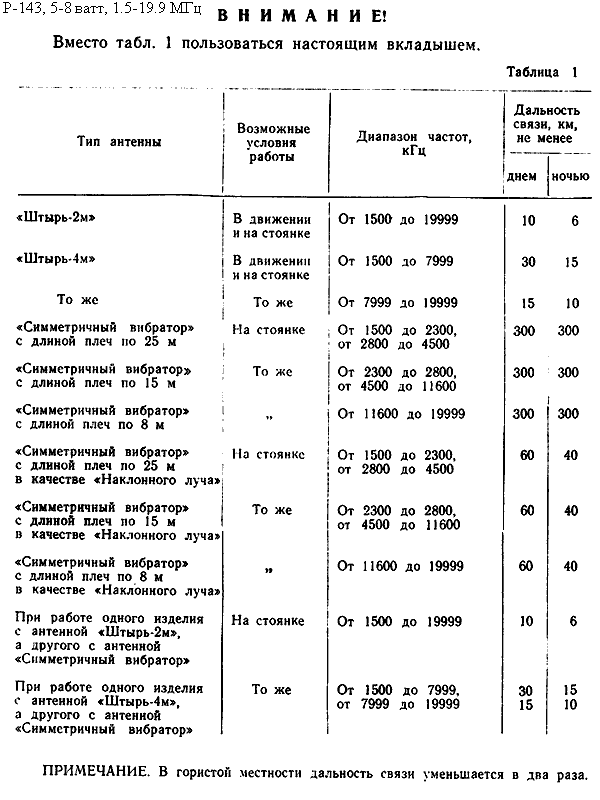 Р-143, 5-8 ватт, 1.5-19.9 МГц
ВНИМАНИЕ!
Вместо табл. 1 пользоваться настоящим вкладышем.
Таблица 1
Тип антенны
Возможные
условия
работы
Диапазон частот,
кГц
Дальность
связи, км,
не менее
днем ночью
«Штырь-2м» В движении От 1500 до 19999 10 6
и на стоянке
«Штырь-4м» В движении От 1500 до 7999 30 15
и на стоянке
То же То же От 7999 до 19999 15 10
«Симметричный вибратор» На стоянке От 1500 до 2300, 300 300
с длиной плеч по 25 м от 2800 до 4500
«Симметричный вибратор» То же От 2300 до 2800, 300 300
с длиной плеч по 15 м от 4500 до 11600
«Симметричный вибратор» „ От 11600 до 19999 300 300
с длиной плеч по 8 м
«Симметричный вибратор» На стоянке От 1500 до 2300, 60 40
с длиной плеч по 25 м от 2800 до 4500
в качестве «Наклонного луча»
«Симметричный вибратор» То же От 2300 до 2800, 60 40
с длиной плеч по 15 м от 4500 до 11600
в качестве «Наклонного луча»
«Симметричный вибратор» „ От 11600 до 19999 60 40
с длиной плеч по 8 м
в качестве «Наклонного луча»
При работе одного изделия На стоянке От 1500 до 19999 10 6
с антенной «Штырь-2м»,
а другого с антенной
«Симметричный вибратор»
При работе одного изделия То же От 1500 до 7999, 30 15
с антенной «Штырь-4м», от 7999 до 19999 15 10
а другого с антенной
«Симметричный вибратор»
ПРИМЕЧАНИЕ. В гористой местности дальность связи уменьшается в два раза.